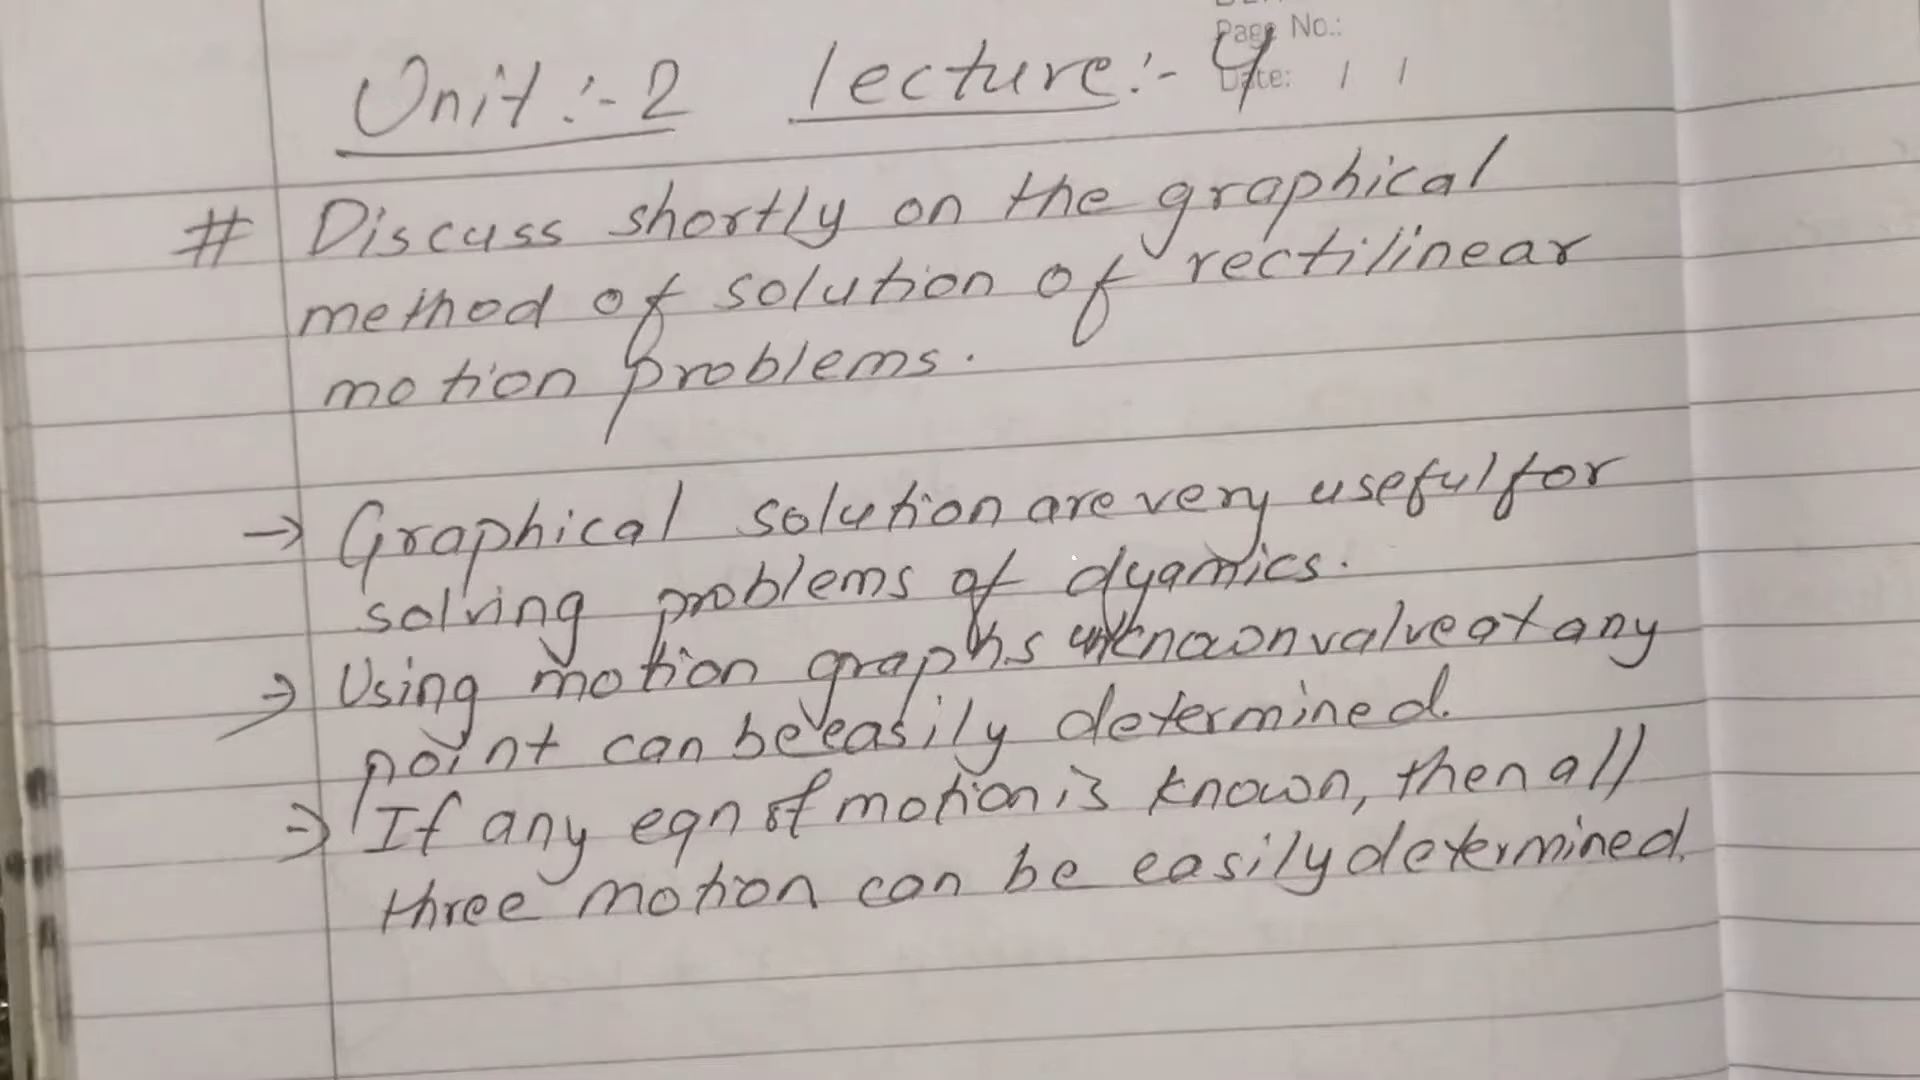 Page No.:
Date: / /
Unit :- 2 lecture :- 4
# Discuss shortly on the graphical
method of solution of rectilinear
motion problems.
→ Graphical solution are very useful for
solving problems of dyamics.
→ Using motion graphs unknown valve at any
point can be easily determined.
→ If any eqn of motion is known, then all
three motion can be easily determined.